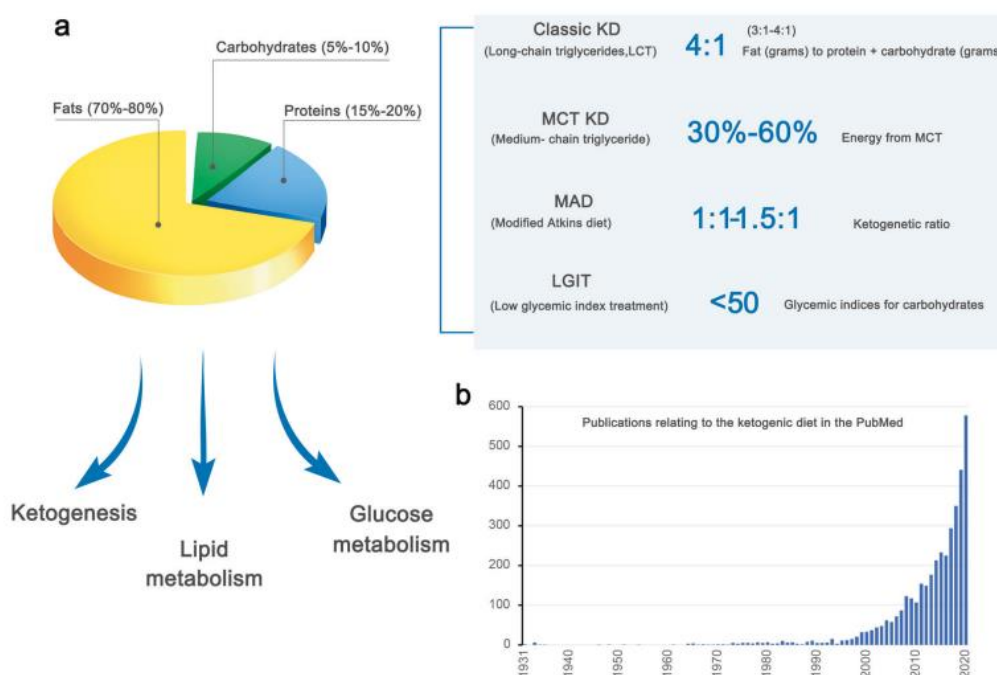 a
Carbohydrates (5%-10%)
Fats (70%-80%)
Proteins (15%-20%)
Classic KD
(Long-chain triglycerides,LCT)
4:1
(3:1-4:1)
Fat (grams) to protein + carbohydrate (grams
MCT KD
(Medium- chain triglyceride)
30%-60%
Energy from MCT
MAD
(Modified Atkins diet)
1:1-1.5:1
Ketogenetic ratio
LGIT
(Low glycemic index treatment)
<50
Glycemic indices for carbohydrates
Ketogenesis
Lipid
metabolism
Glucose
metabolism
b
Publications relating to the ketogenic diet in the PubMed
600
500
400
300
200
100
0
1931
1940
1950
1960
1970
1980
1990
2000
2010
2020